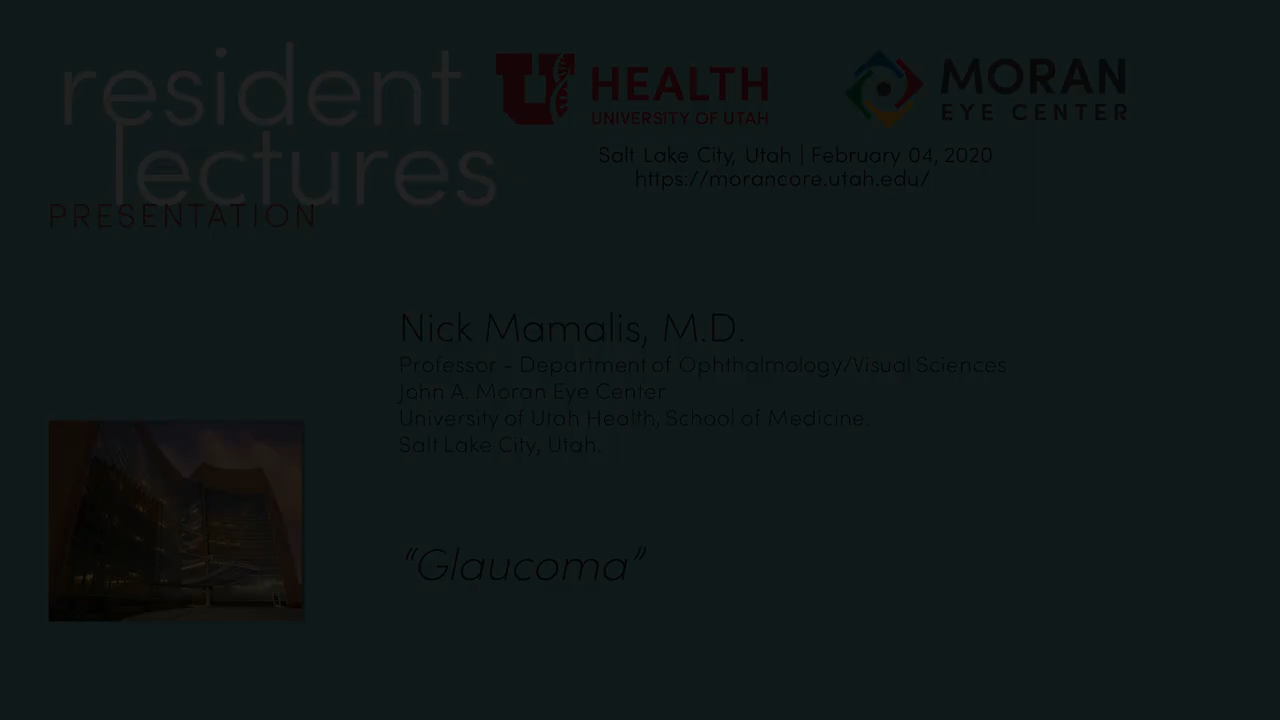 resident
lectures
PRESENTATION
U HEALTH
UNIVERSITY OF UTAH
MORAN
EYE CENTER
Salt Lake City, Utah | February 04, 2020
https://morancore.utah.edu/
Nick Mamalis, M.D.
Professor - Department of Ophthalmology/Visual Sciences
John A. Moran Eye Center
University of Utah Health, School of Medicine.
Salt Lake City, Utah.
“Glaucoma”